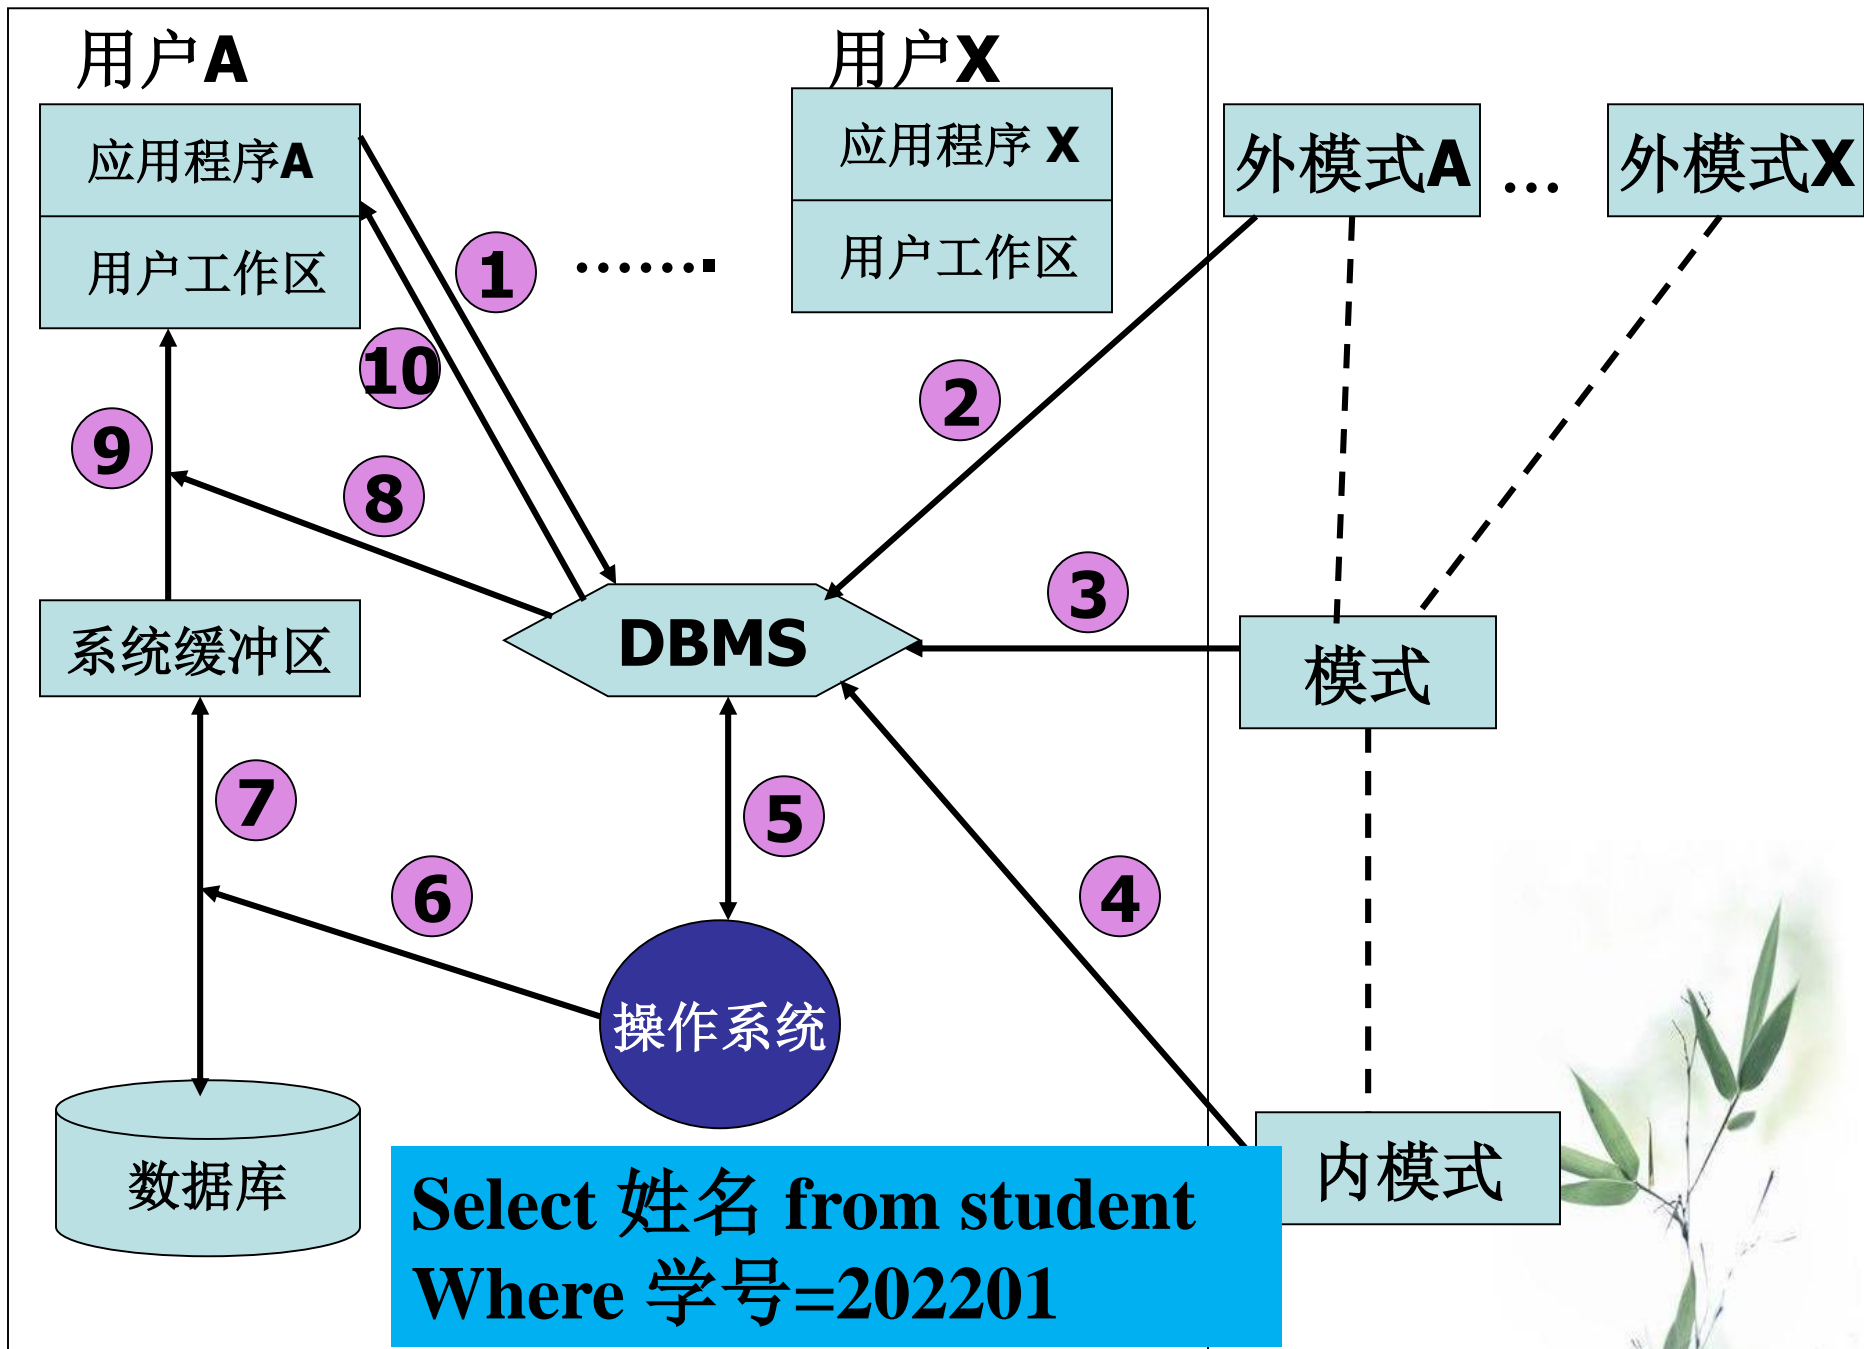 用户A
用户X
应用程序A
用户工作区
应用程序 X
用户工作区
…….
外模式A
…
外模式X
1
10
2
9
8
3
系统缓冲区
DBMS
模式
7
5
6
4
操作系统
数据库
内模式
Select 姓名 from student
Where 学号=202201